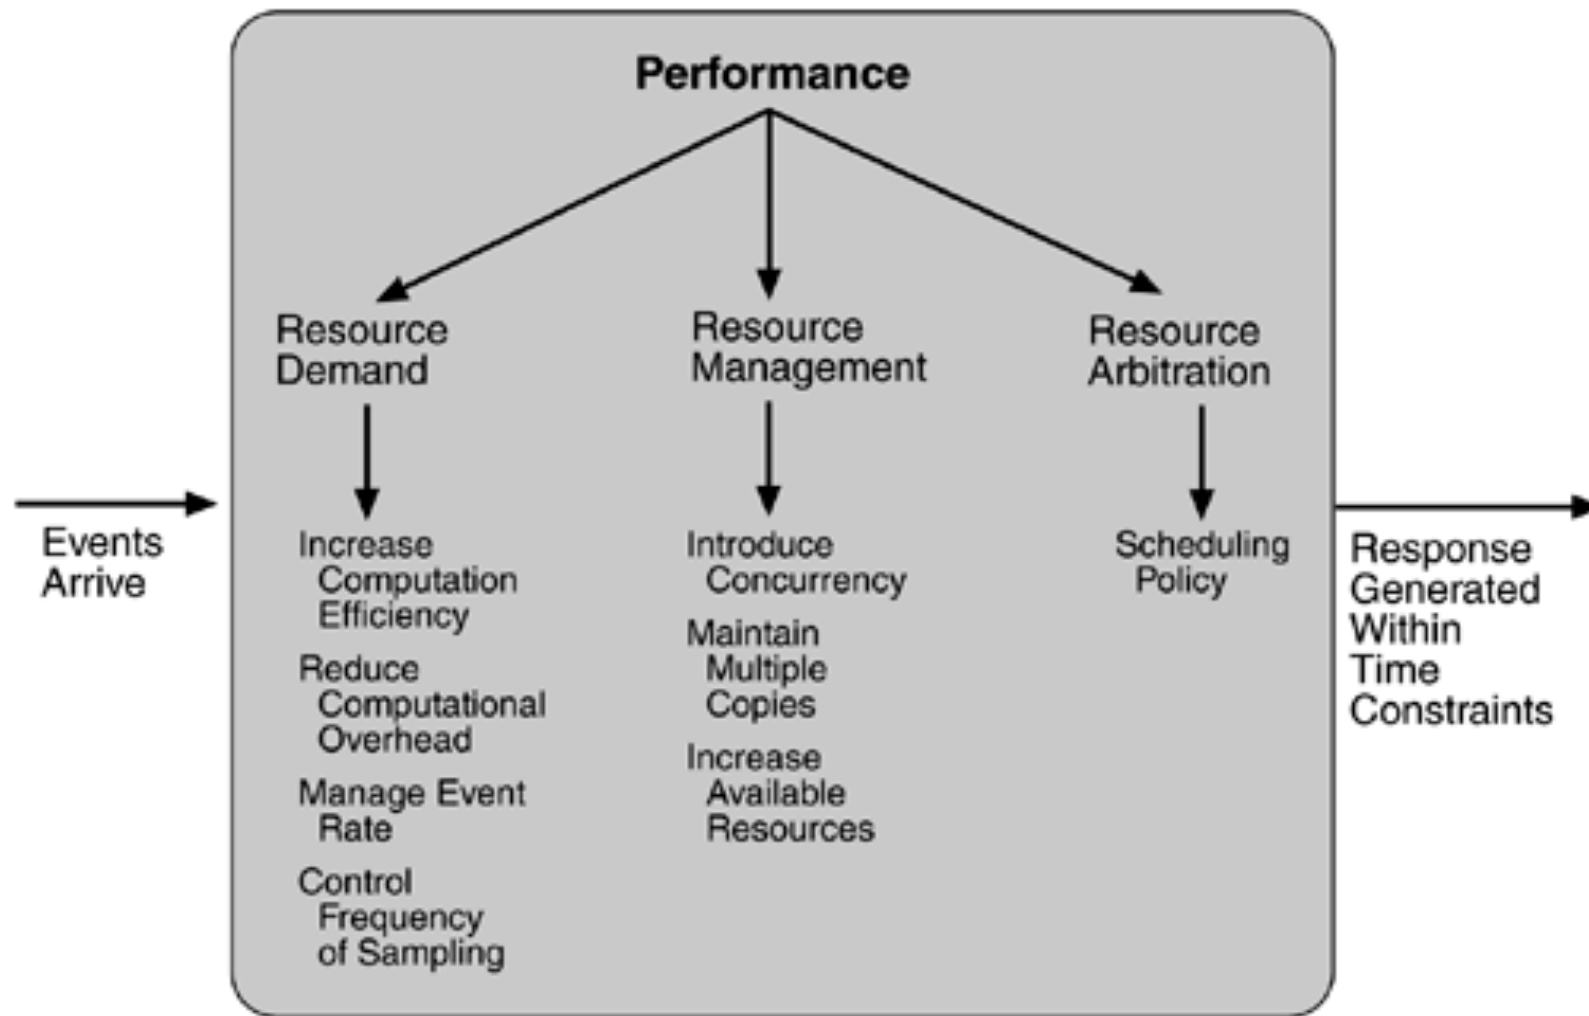 Performance
Resource
Demand
Resource
Management
Resource
Arbitration
Events
Arrive
Increase
Computation
Efficiency
Reduce
Computational
Overhead
Manage Event
Rate
Control
Frequency
of Sampling
Introduce
Concurrency
Maintain
Multiple
Copies
Increase
Available
Resources
Scheduling
Policy
Response
Generated
Within
Time
Constraints